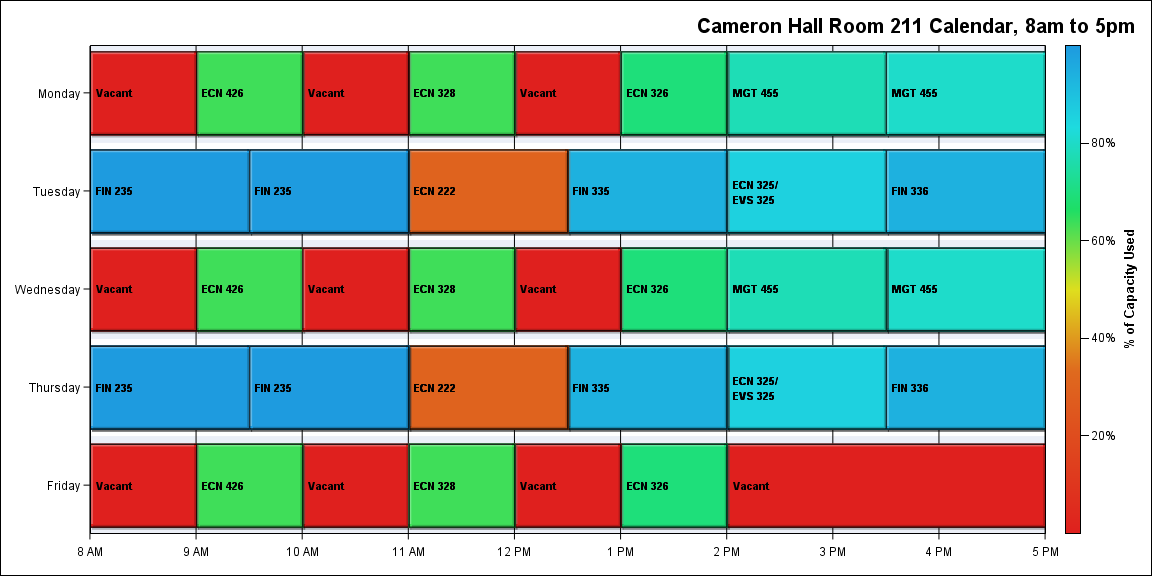 Cameron Hall Room 211 Calendar, 8am to 5pm
Monday
Vacant
ECN 426
Vacant
ECN 328
Vacant
ECN 326
MGT 455
MGT 455
Tuesday
FIN 235
FIN 235
ECN 222
FIN 335
ECN 325/
EVS 325
FIN 336
Wednesday
Vacant
ECN 426
Vacant
ECN 328
Vacant
ECN 326
MGT 455
MGT 455
Thursday
FIN 235
FIN 235
ECN 222
FIN 335
ECN 325/
EVS 325
FIN 336
Friday
Vacant
ECN 426
Vacant
ECN 328
Vacant
ECN 326
Vacant
8 AM
9 AM
10 AM
11 AM
12 PM
1 PM
2 PM
3 PM
4 PM
5 PM
80%
60%
40%
20%
% of Capacity Used